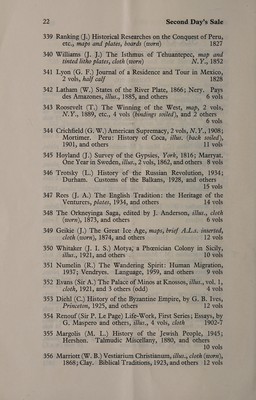 22 Second Day's Sale
339 Ranking (J.) Historical Researches on the Conquest of Peru,
etc., maps and plates, boards (worn) 1827
340 Williams (J. J.) The Isthmus of Tehuantepec, map and
tinted litho plates, cloth (worn) N.Y., 1852
341 Lyon (G. F.) Journal of a Residence and Tour in Mexico,
2 vols, half calf 1828
342 Latham (W.) States of the River Plate, 1866; Nery. Pays
des Amazones, illus., 1885, and others 6 vols
343 Roosevelt (T.) The Winning of the West, map, 2 vols,
N.Y., 1889, etc., 4 vols (bindings soiled), and 2 others
6 vols
344 Crichfield (G. W.) American Supremacy, 2 vols, N.Y., 1908;
Mortimer. Peru: History of Coca, illus. (back soiled),
1901, and others 11 vols
345 Hoyland (J.) Survey of the Gypsies, York, 1816; Marryat.
One Year in Sweden, illus., 2 vols, 1862, and others 8 vols
346 Trotsky (L.) History of the Russian Revolution, 1934;
Durham. Customs of the Balkans, 1928, and others
15 vols
347 Rees (J. A.) The English Tradition: the Heritage of the
Ventures, plates, 1934, and others 14 vols
348 The Orkneyinga Saga, edited by J. Anderson, illus., cloth
(worn), 1873, and others 6 vols
349 Geikie (J.) The Great Ice Age, maps, brief A.L.s. inserted,
cloth (worn), 1874, and others 12 vols
350 Whitaker (J. I. S.) Motya; a Phœnician Colony in Sicily,
illus., 1921, and others 10 vols
351 Numelin (R.) The Wandering Spirit: Human Migration,
1937; Vendryes. Language, 1959, and others 9 vols
352 Evans (Sir A.) The Palace of Minos at Knossos, illus., vol. 1,
cloth, 1921, and 3 others (odd) 4 vols
353 Diehl (C.) History of the Byzantine Empire, by G. B. Ives,
Princeton, 1925, and others 12 vols
354 Renouf (Sir P. Le Page) Life-Work, First Series; Essays, by
G. Maspero and others, illus., 4 vols, cloth 1902-7
355 Margolis (M. L.) History of the Jewish People, 1945;
Hershon. Talmudic Miscellany, 1880, and others
10 vols
356 Marriott (W. B.) Vestiarium Christianum, illus., cloth (worn),
1868; Clay. Biblical Traditions, 1923, and others 12 vols